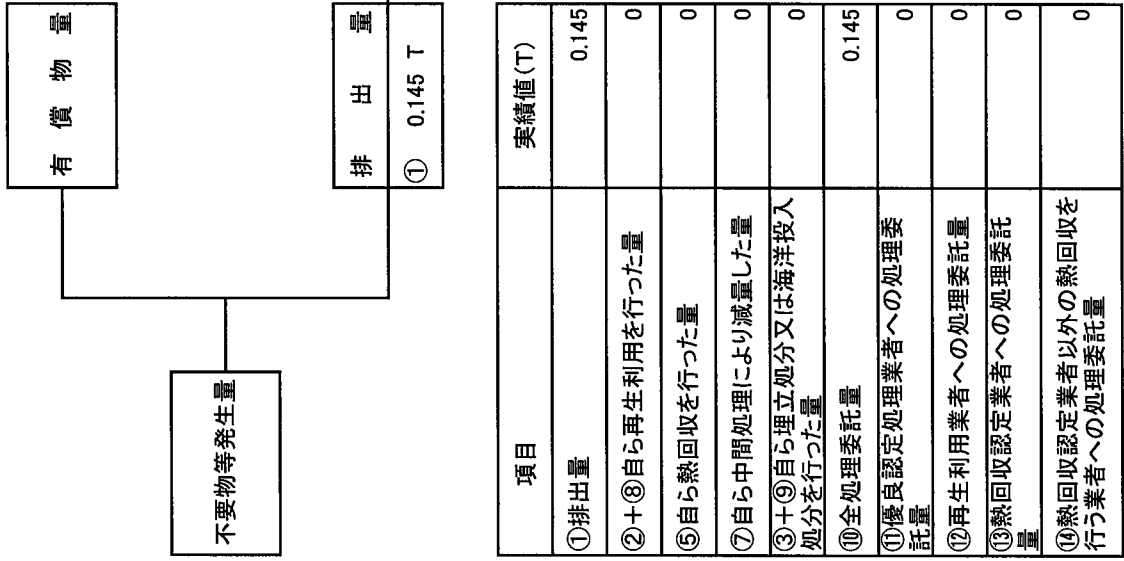 有償物量
不要物等発生量
排出量
① 0.145 T
項目 実績値(T)
①排出量 0.145
②+⑧自ら再生利用を行った量 0
⑤自ら熱回収を行った量 0
⑦自ら中間処理により減量した量 0
③+⑨自ら埋立処分又は海洋投入
処分を行った量 0
⑩全処理委託量 0.145
⑪優良認定処理業者への処理委
託量 0
⑫再生利用業者への処理委託量 0
⑬熱回収認定業者への処理委託
量 0
⑭熱回収認定業者以外の熱回収を
行う業者への処理委託量 0